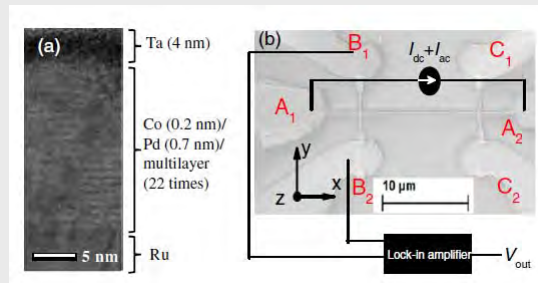 (a)
Ta (4 nm)
Co (0.2 nm)/
Pd (0.7 nm)/
multilayer
(22 times)
Ru
5 nm
(b)
B1
C1
Idc+Iac
A1
A2
y
x
z
B2
10 µm
C2
Lock-in amplifier
Vout